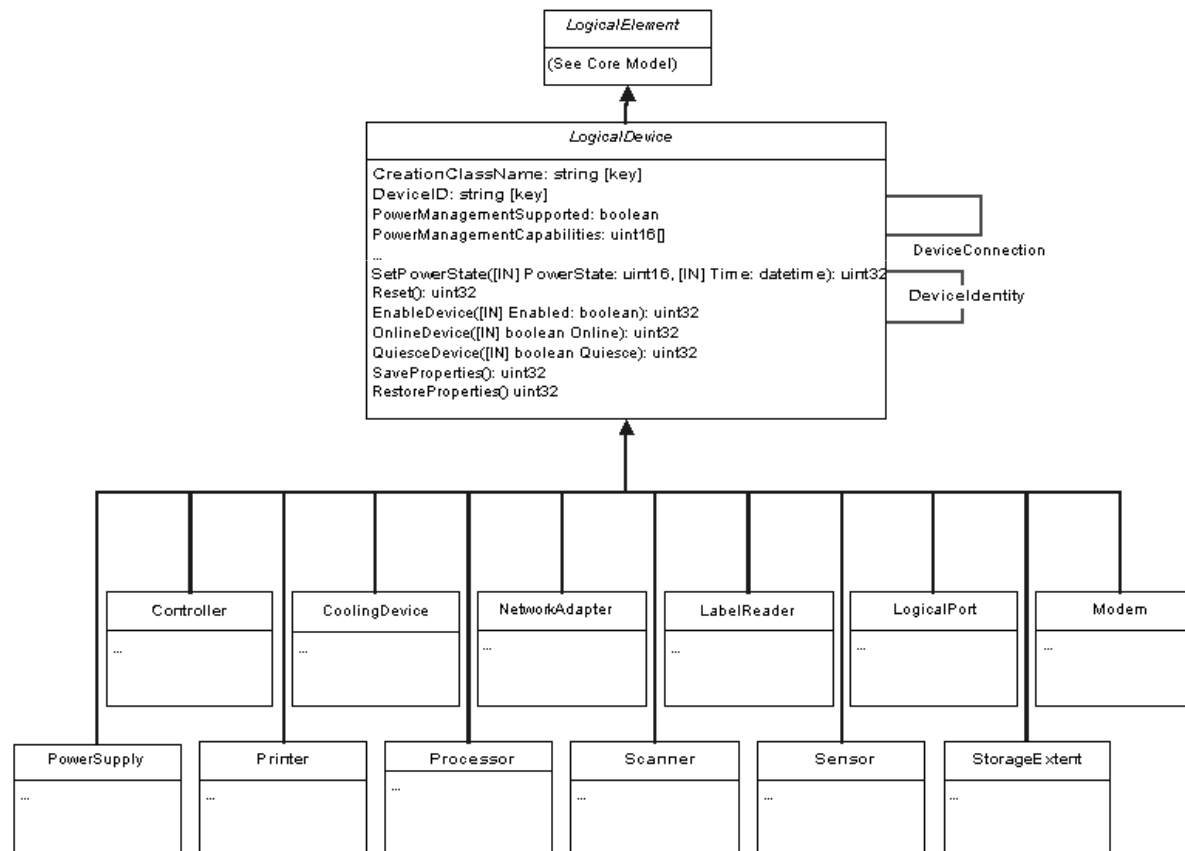 LogicalElement
(See Core Model)
LogicalDevice
CreationClassName: string [key]
DeviceID: string [key]
PowerManagementSupported: boolean
PowerManagementCapabilities: uint16[]
...
SetPowerState([IN] PowerState: uint16, [IN] Time: datetime): uint32
Reset(): uint32
EnableDevice([IN] Enabled: boolean): uint32
OnlineDevice([IN] boolean Online): uint32
QuiesceDevice([IN] boolean Quiesce): uint32
SaveProperties(): uint32
RestoreProperties() uint32
DeviceConnection
DeviceIdentity
Controller
...
CoolingDevice
...
NetworkAdapter
...
LabelReader
...
LogicalPort
...
Modem
...
PowerSupply
...
Printer
...
Processor
...
Scanner
...
Sensor
...
StorageExtent
...